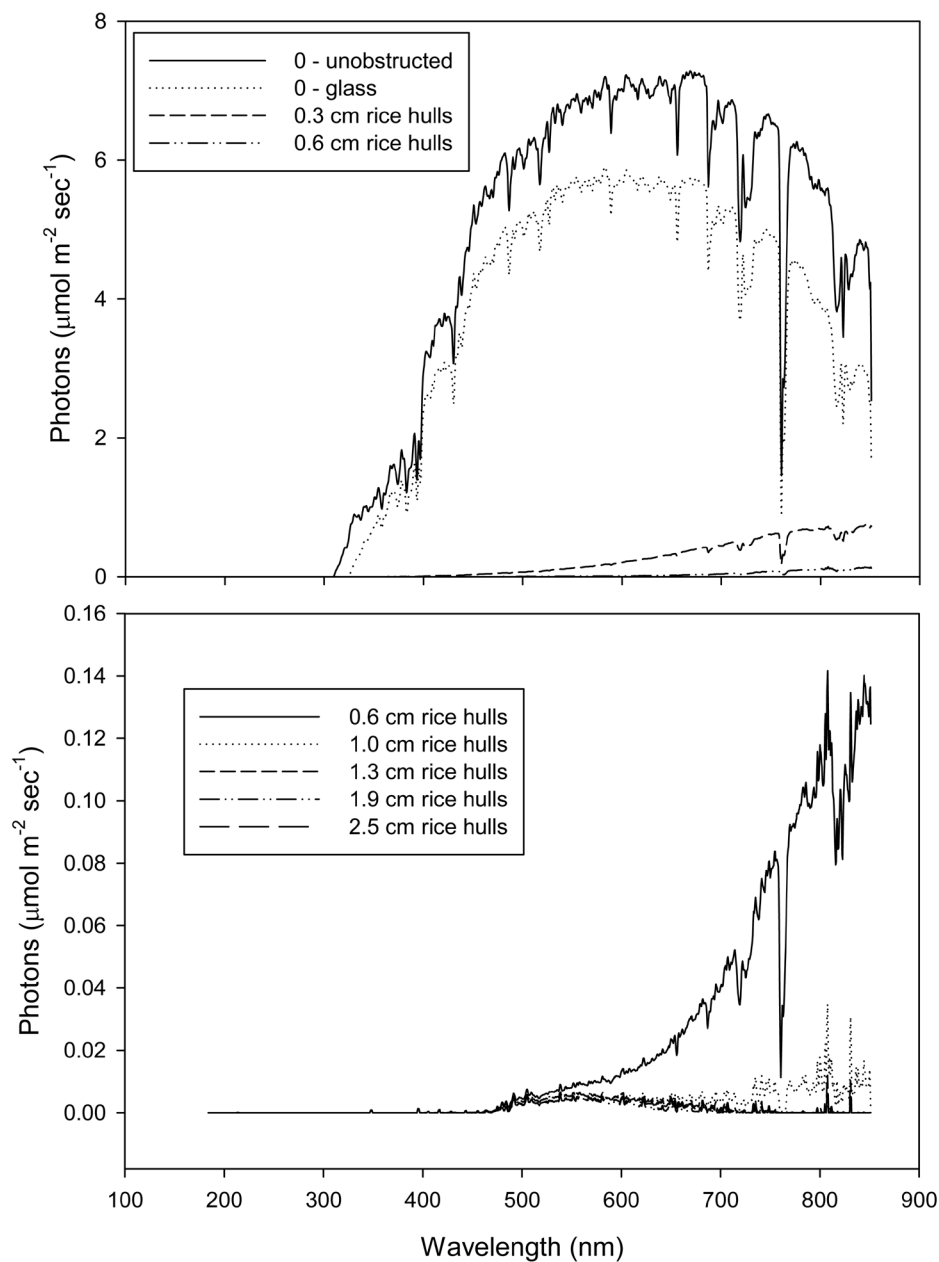 8
6
4
2
0
Photons (μmol m-2 sec-1)
0 - unobstructed
0 - glass
0.3 cm rice hulls
0.6 cm rice hulls
0.16
0.14
0.12
0.10
0.08
0.06
0.04
0.02
0.00
Photons (μmol m-2 sec-1)
0.6 cm rice hulls
1.0 cm rice hulls
1.3 cm rice hulls
1.9 cm rice hulls
2.5 cm rice hulls
100 200 300 400 500 600 700 800 900
Wavelength (nm)